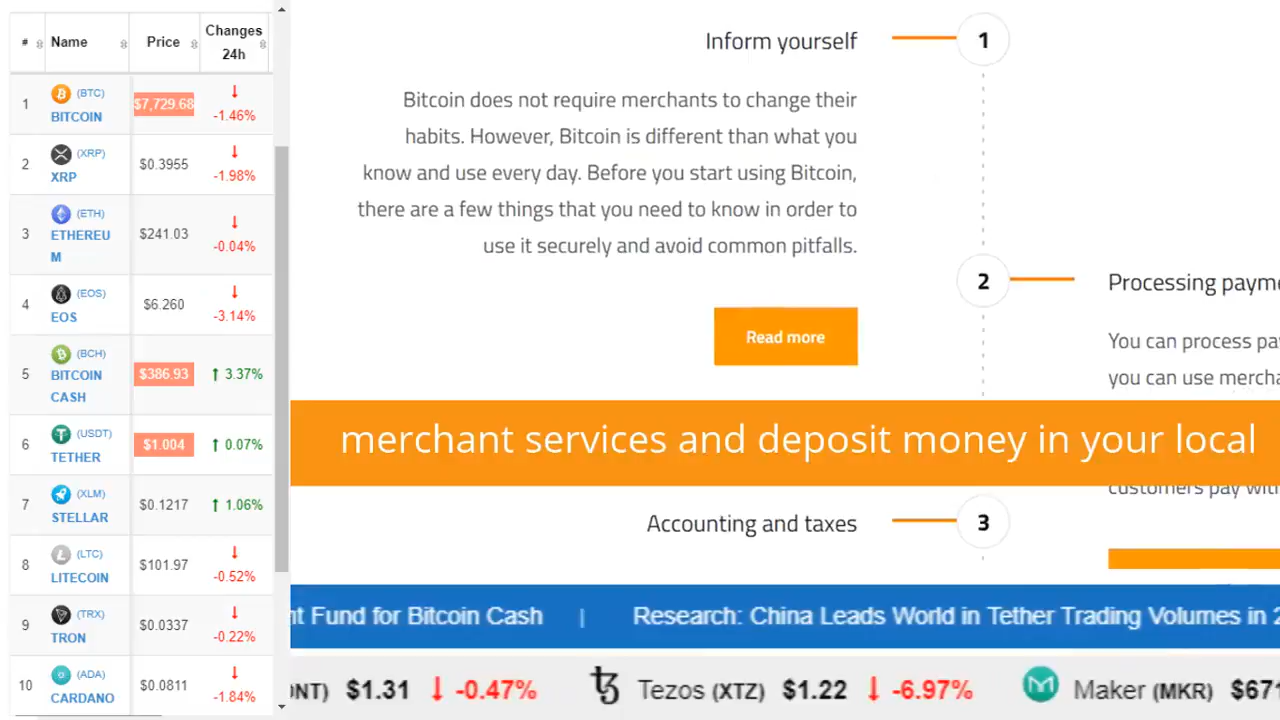 # Name Price Changes 24h
1 (BTC) BITCOIN $7,729.68 ↓ -1.46%
2 (XRP) XRP $0.3955 ↓ -1.98%
3 (ETH) ETHEREU M $241.03 ↓ -0.04%
4 (EOS) EOS $6.260 ↓ -3.14%
5 (BCH) BITCOIN CASH $386.93 ↑ 3.37%
6 (USDT) TETHER $1.004 ↑ 0.07%
7 (XLM) STELLAR $0.1217 ↑ 1.06%
8 (LTC) LITECOIN $101.97 ↓ -0.52%
9 (TRX) TRON $0.0337 ↓ -0.22%
10 (ADA) CARDANO $0.0811 ↓ -1.84%
Inform yourself 1
Bitcoin does not require merchants to change their
habits. However, Bitcoin is different than what you
know and use every day. Before you start using Bitcoin,
there are a few things that you need to know in order to
use it securely and avoid common pitfalls.
Read more
2 Processing payme
You can process pa
you can use mercha
merchant services and deposit money in your local
customers pay with
Accounting and taxes 3
t Fund for Bitcoin Cash | Research: China Leads World in Tether Trading Volumes in 2
ONT) $1.31 ↓ -0.47% Tezos (XTZ) $1.22 ↓ -6.97% Maker (MKR) $671